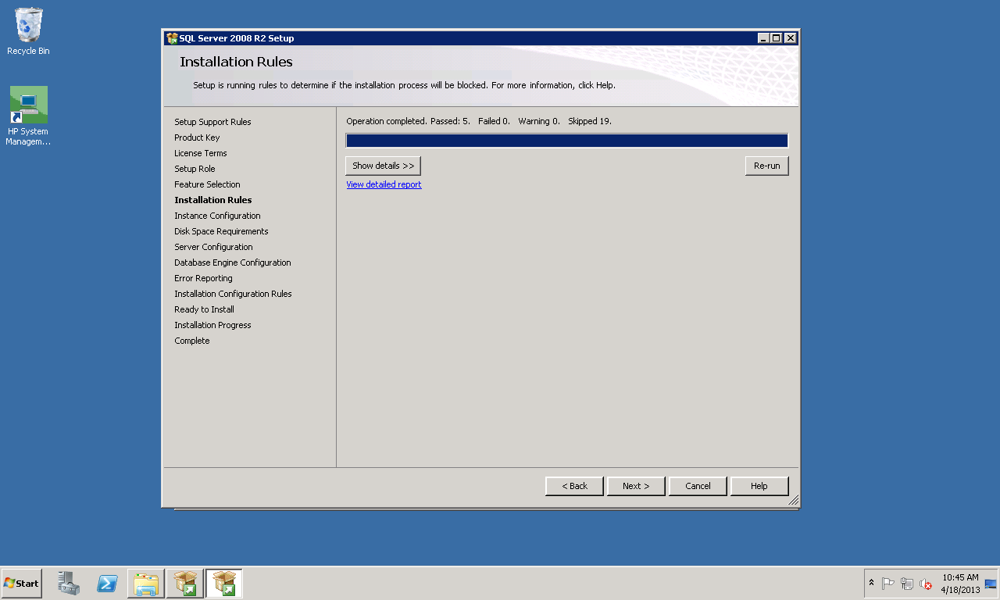 Recycle Bin
HP System
Managem...
SQL Server 2008 R2 Setup
Installation Rules
Setup is running rules to determine if the installation process will be blocked. For more information, click Help.
Setup Support Rules
Product Key
License Terms
Setup Role
Feature Selection
Installation Rules
Instance Configuration
Disk Space Requirements
Server Configuration
Database Engine Configuration
Error Reporting
Installation Configuration Rules
Ready to Install
Installation Progress
Complete
Operation completed. Passed: 5. Failed 0. Warning 0. Skipped 19.
Show details >>
Re-run
View detailed report
< Back
Next >
Cancel
Help
Start
10:45 AM
4/18/2013